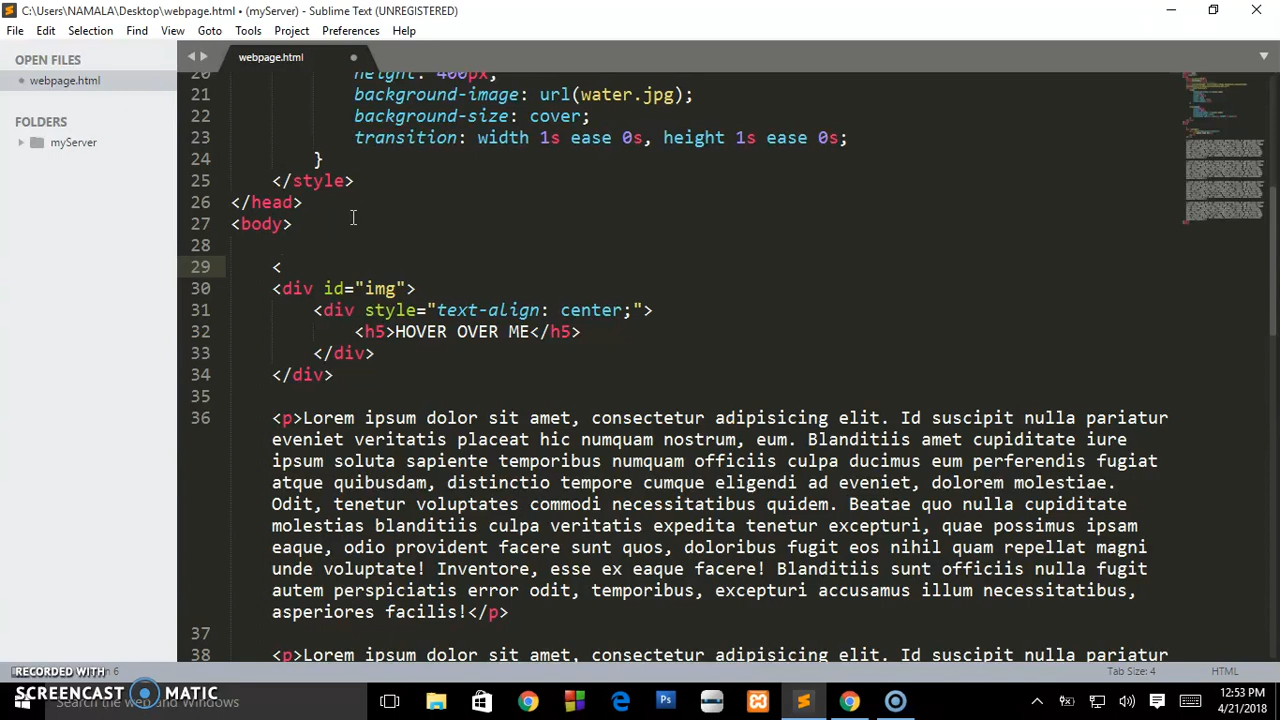 C:\Users\NAMALA\Desktop\webpage.html • (myServer) - Sublime Text (UNREGISTERED)
File Edit Selection Find View Goto Tools Project Preferences Help
OPEN FILES
webpage.html
FOLDERS
myServer
webpage.html
20 height: 400px;
21 background-image: url(water.jpg);
22 background-size: cover;
23 transition: width 1s ease 0s, height 1s ease 0s;
24 }
25 </style>
26 </head>
27 <body>
28
29 <
30 <div id="img">
31 <div style="text-align: center;">
32 <h5>HOVER OVER ME</h5>
33 </div>
34 </div>
35
36 <p>Lorem ipsum dolor sit amet, consectetur adipisicing elit. Id suscipit nulla pariatur
eveniet veritatis placeat hic numquam nostrum, eum. Blanditiis amet cupiditate iure
ipsum soluta sapiente temporibus numquam officiis culpa ducimus eum perferendis fugiat
atque quibusdam, distinctio tempore cumque eligendi ad eveniet, dolorem molestiae.
Odit, tenetur voluptates commodi necessitatibus quidem. Beatae quo nulla cupiditate
molestias blanditiis culpa veritatis expedita tenetur excepturi, quae possimus ipsam
eaque, odio provident facere sunt quos, doloribus fugit eos nihil quam repellat magni
unde voluptate! Inventore, esse ex eaque facere! Blanditiis sunt officiis nulla fugit
autem perspiciatis error odit, temporibus, excepturi accusamus illum necessitatibus,
asperiores facilis!</p>
37
38 <p>Lorem ipsum dolor sit amet, consectetur adipisicing elit. Id suscipit nulla pariatur
6
Tab Size: 4
HTML
RECORDED WITH
SCREENCAST MATIC
Search the web and Windows
Ps
12:53 PM
4/21/2018